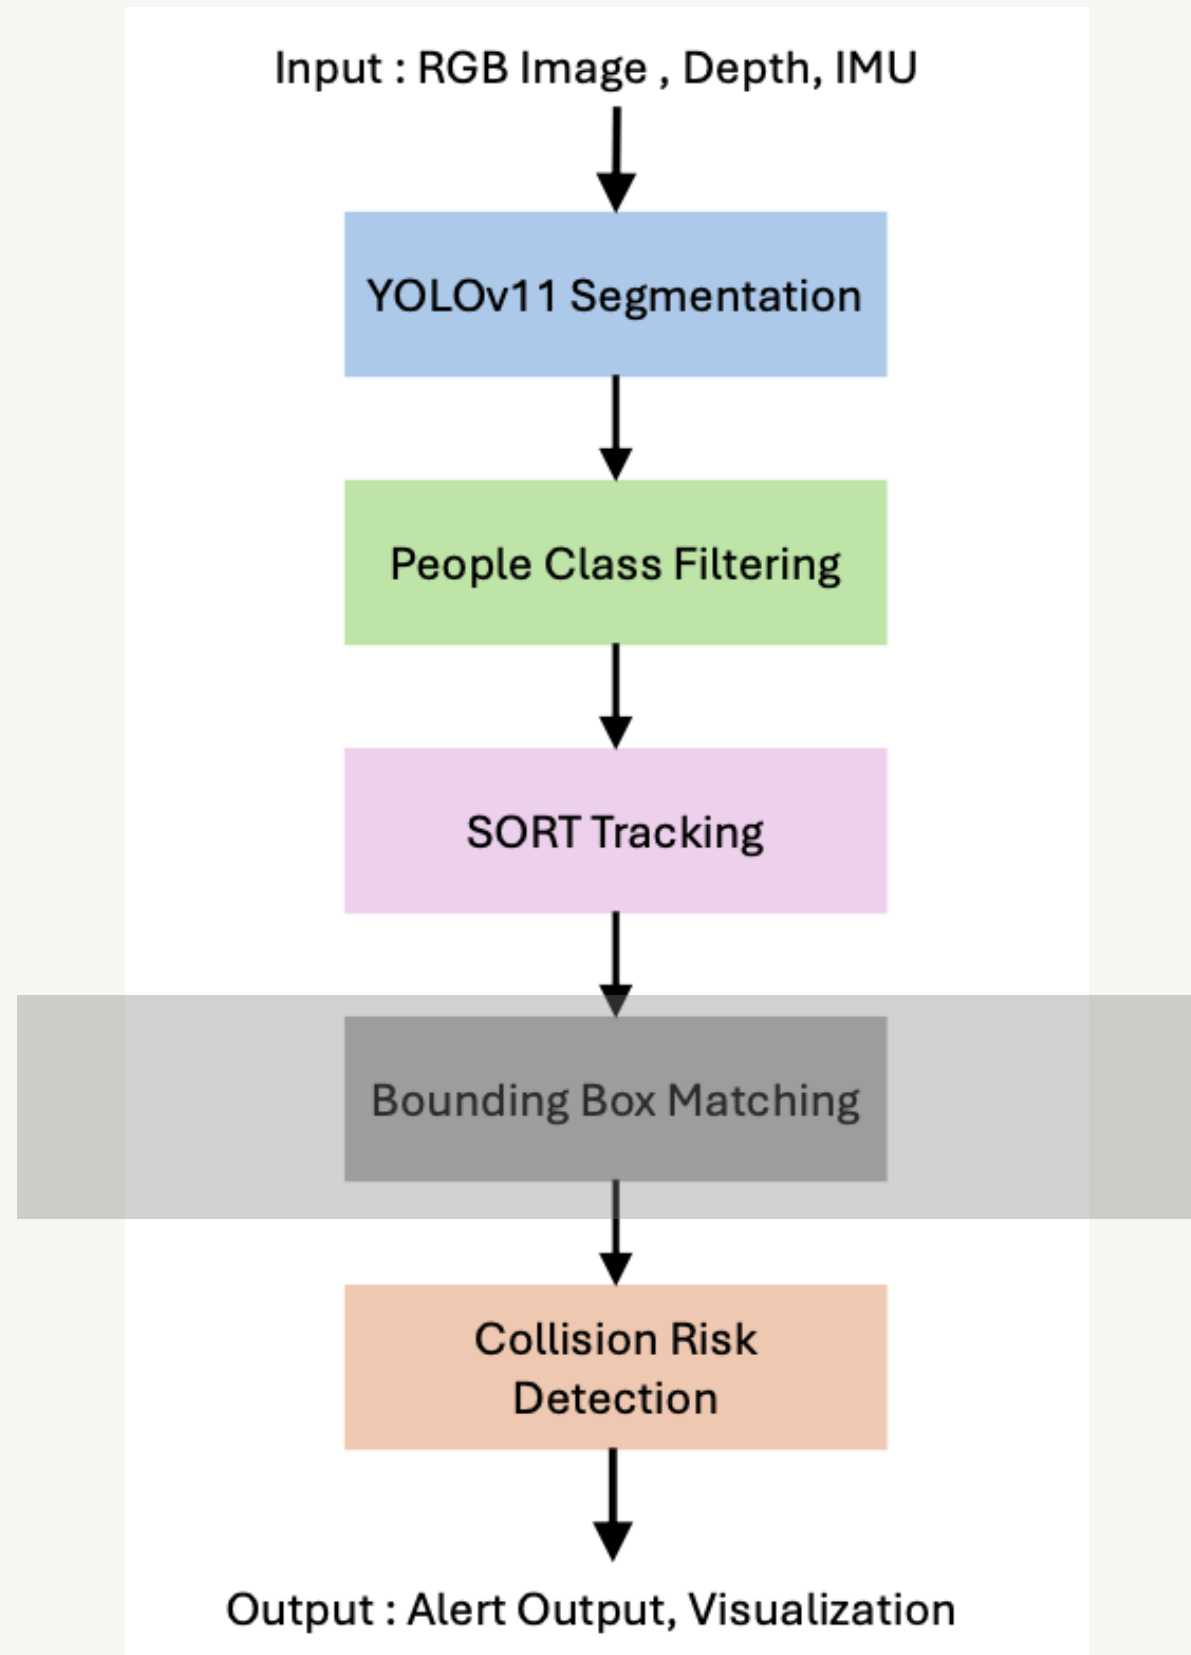 Input : RGB Image , Depth, IMU
YOLOv11 Segmentation
People Class Filtering
SORT Tracking
Bounding Box Matching
Collision Risk
Detection
Output : Alert Output, Visualization